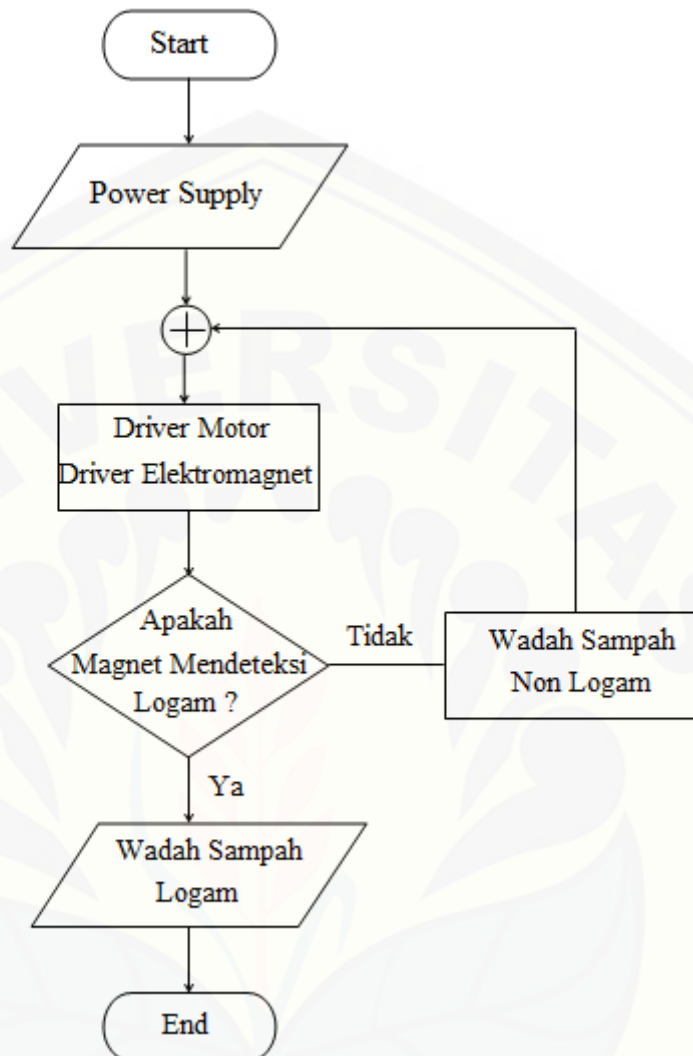 Start
Power Supply
Driver Motor
Driver Elektromagnet
Apakah
Magnet Mendeteksi
Logam ?
Tidak
Wadah Sampah
Non Logam
Ya
Wadah Sampah
Logam
End